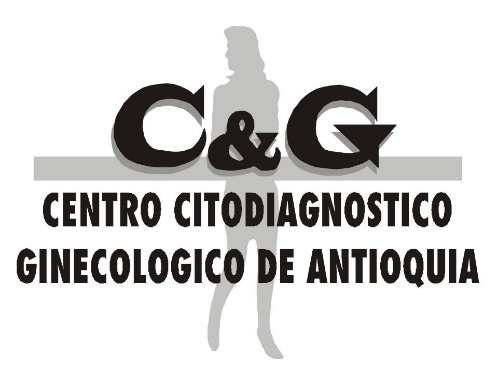 C&G
CENTRO CITODIAGNOSTICO
GINECOLOGICO DE ANTIOQUIA